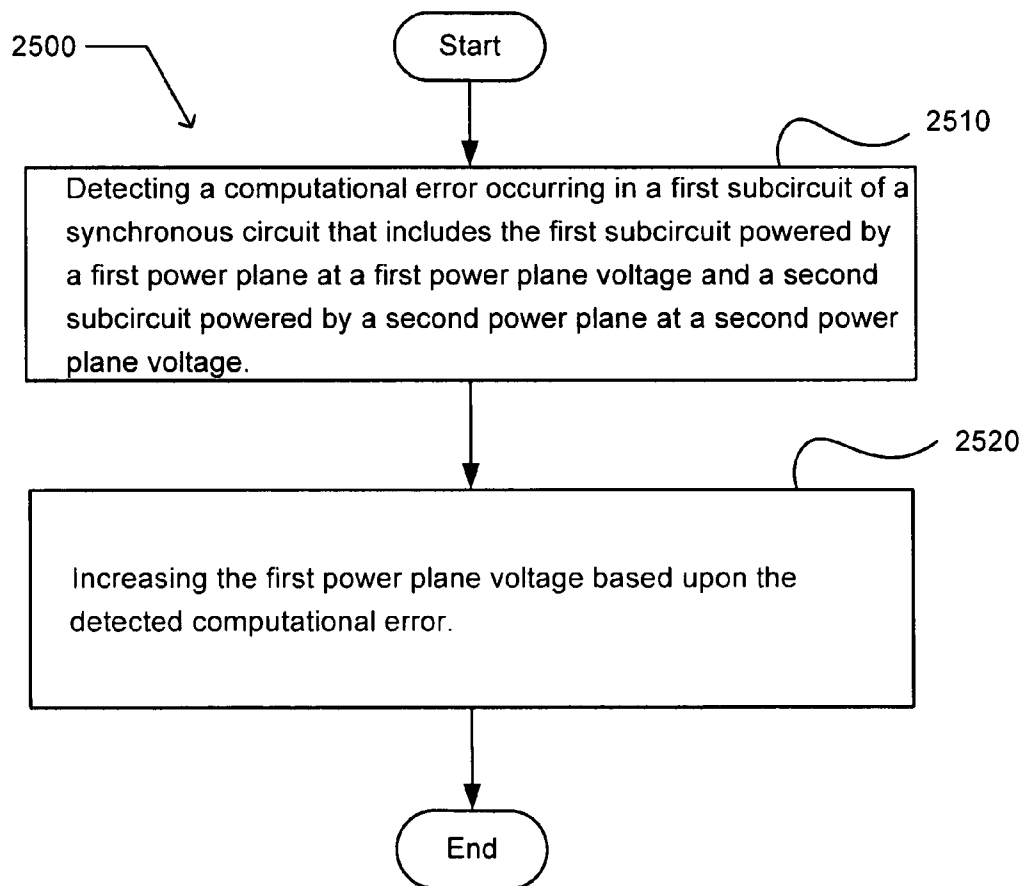 2500
Start
2510
Detecting a computational error occurring in a first subcircuit of a
synchronous circuit that includes the first subcircuit powered by
a first power plane at a first power plane voltage and a second
subcircuit powered by a second power plane at a second power
plane voltage.
2520
Increasing the first power plane voltage based upon the
detected computational error.
End